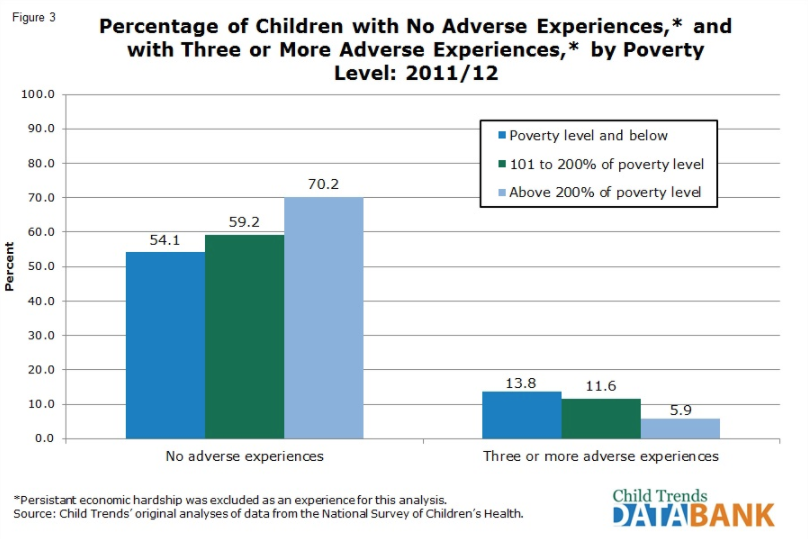 Figure 3
Percentage of Children with No Adverse Experiences,* and
with Three or More Adverse Experiences,* by Poverty
Level: 2011/12
100.0
90.0
80.0
70.0
60.0
50.0
40.0
30.0
20.0
10.0
0.0
Percent
Poverty level and below
101 to 200% of poverty level
Above 200% of poverty level
54.1
59.2
70.2
13.8
11.6
5.9
No adverse experiences
Three or more adverse experiences
*Persistant economic hardship was excluded as an experience for this analysis.
Source: Child Trends' original analyses of data from the National Survey of Children's Health.
Child Trends
DATABANK